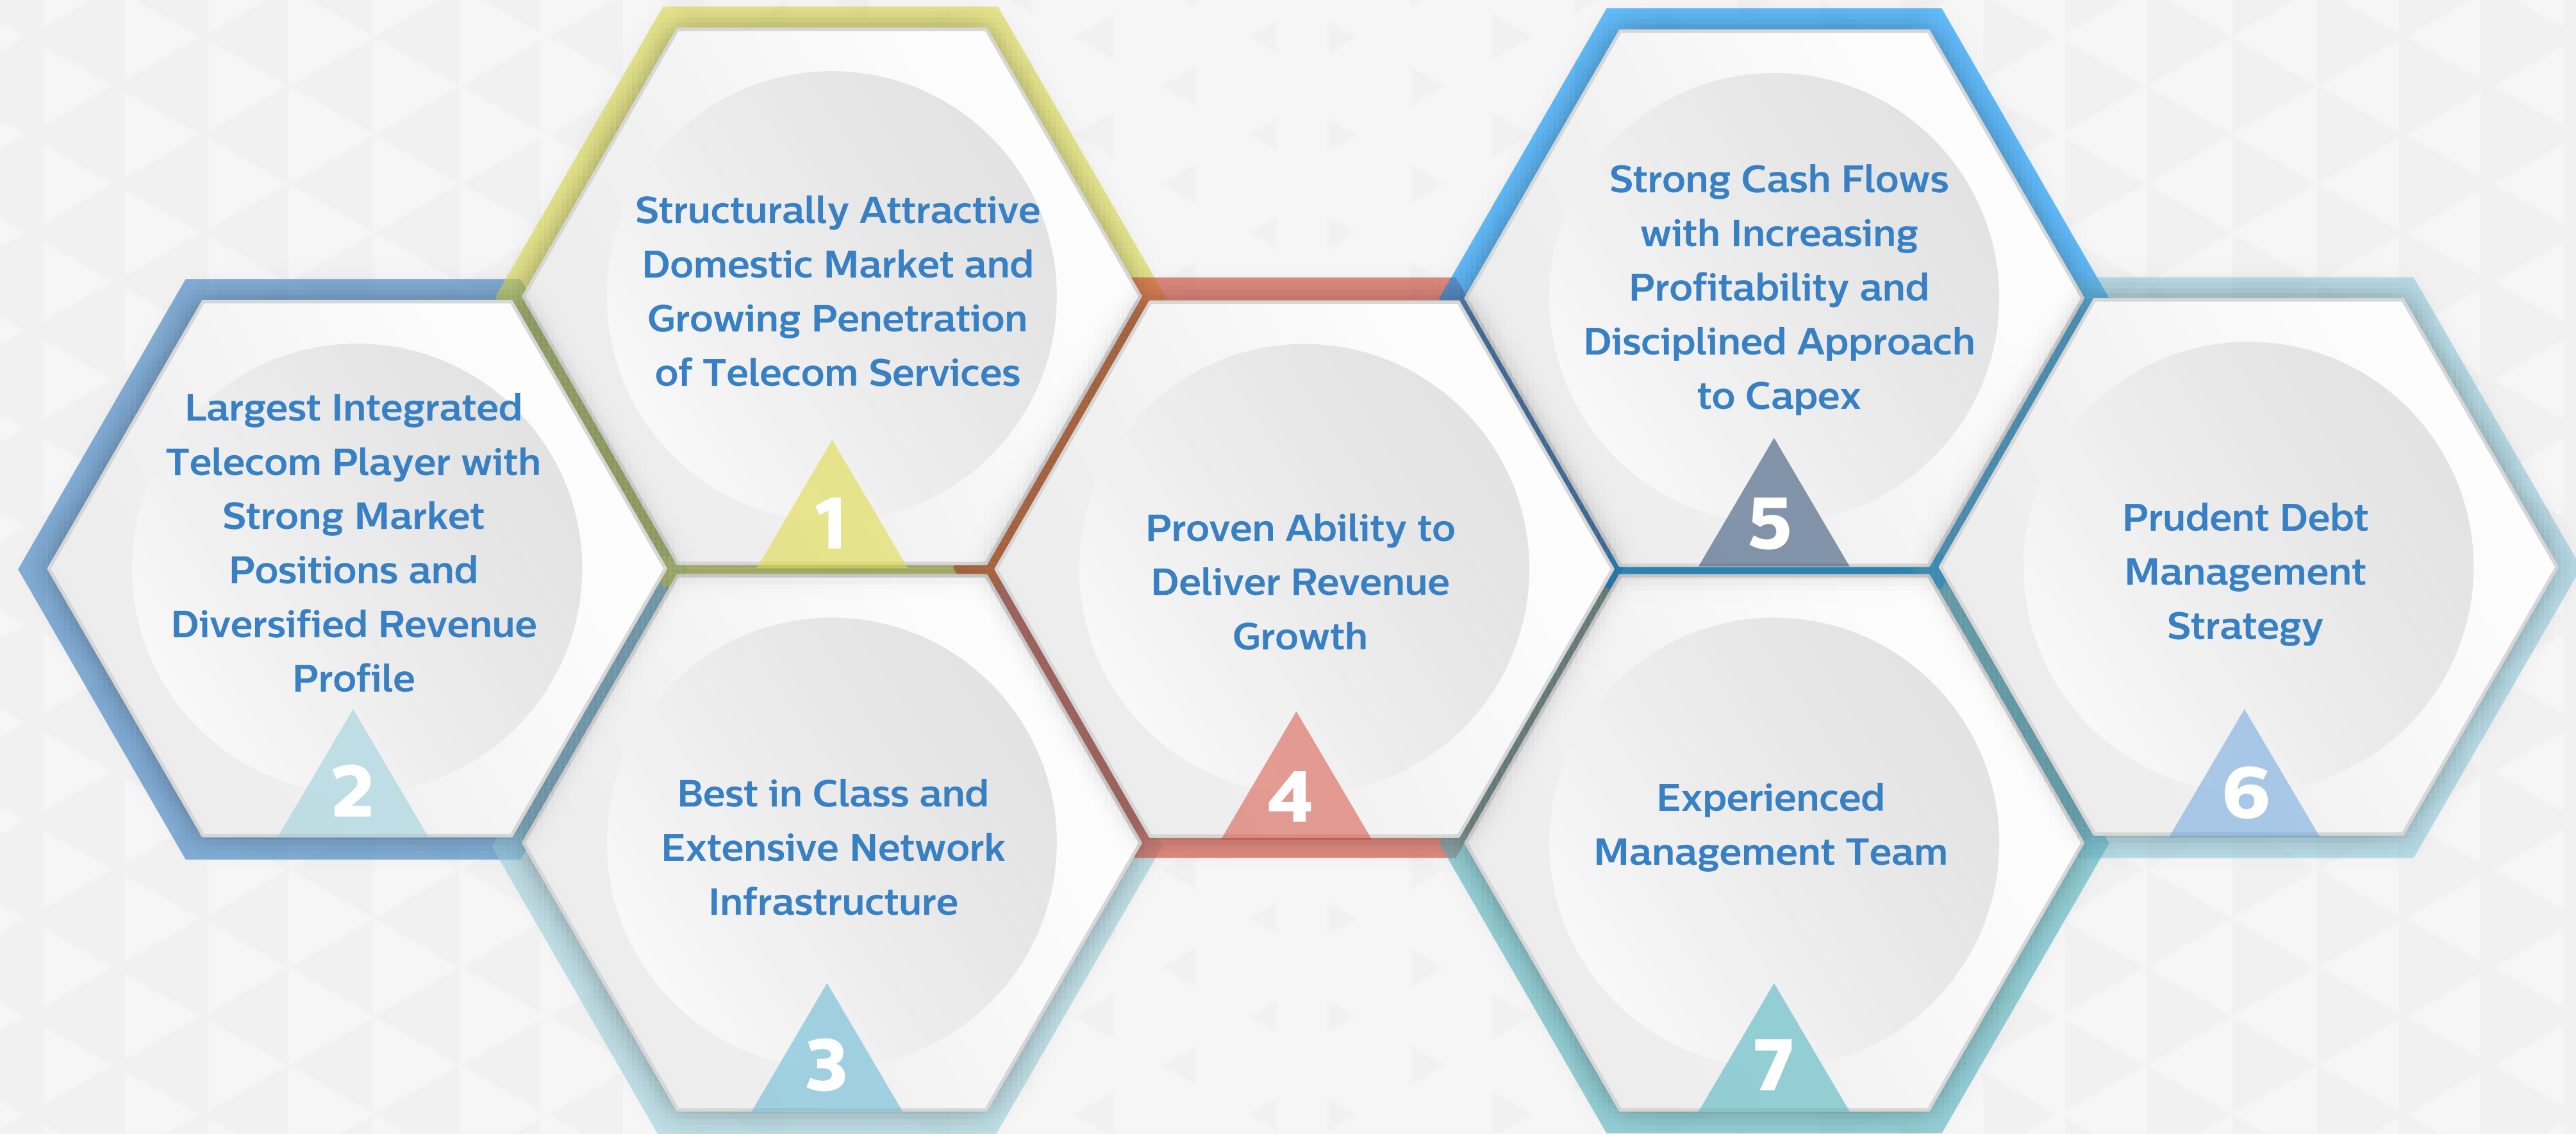 Structurally Attractive
Domestic Market and
Growing Penetration
of Telecom Services
1
Largest Integrated
Telecom Player with
Strong Market
Positions and
Diversified Revenue
Profile
2
Best in Class and
Extensive Network
Infrastructure
3
Proven Ability to
Deliver Revenue
Growth
4
Strong Cash Flows
with Increasing
Profitability and
Disciplined Approach
to Capex
5
Prudent Debt
Management
Strategy
6
Experienced
Management Team
7